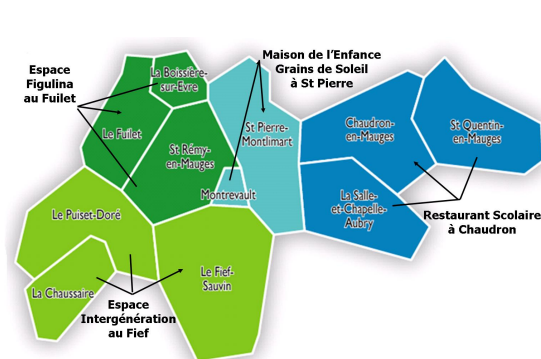 Maison de l'Enfance
Grains de Soleil
à St Pierre
Espace
Figulina
au Fuilet
La Boissière-
sur-Evre
Le Fuilet
St Rémy-
en-Mauges
St Pierre-
Montlimart
Chaudron-
en-Mauges
St Quentin-
en-Mauges
Montrevault
La Salle-
et-Chapelle-
Aubry
Restaurant Scolaire
à Chaudron
Le Puiset-Doré
La Chaussaire
Le Fief-
Sauvin
Espace
Intergénération
au Fief